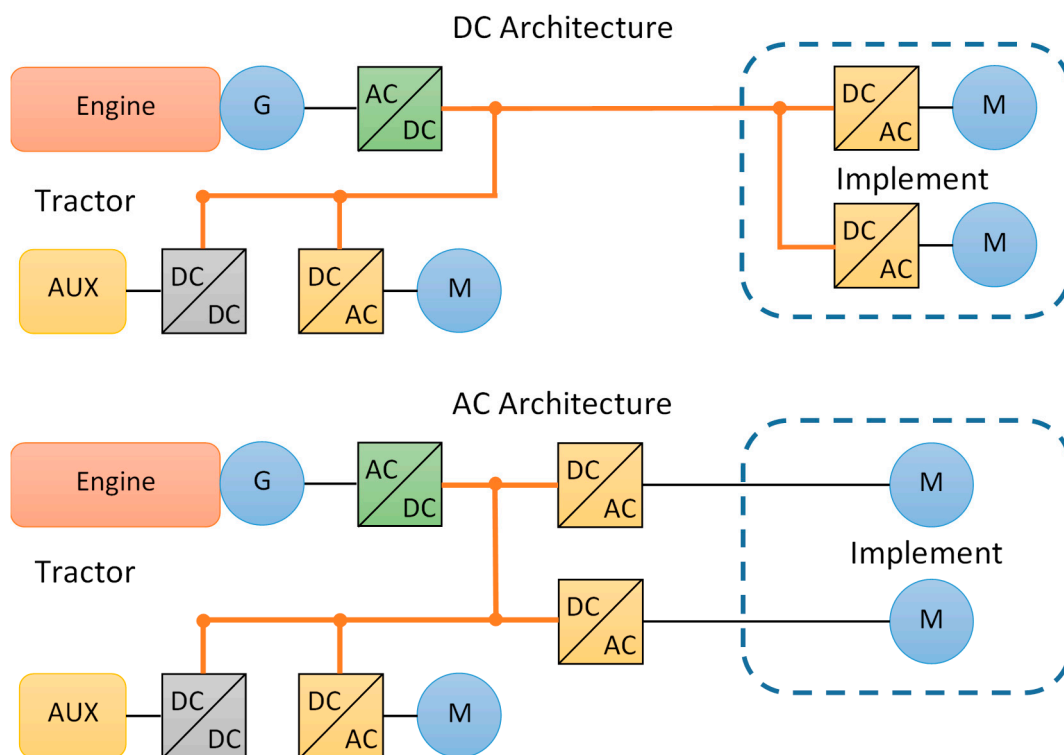 DC Architecture
Engine
G
AC
DC
DC
AC
M
Tractor
Implement
AUX
DC
DC
DC
AC
M
DC
AC
M
AC Architecture
Engine
G
AC
DC
DC
AC
M
Tractor
Implement
DC
AC
M
AUX
DC
DC
DC
AC
M